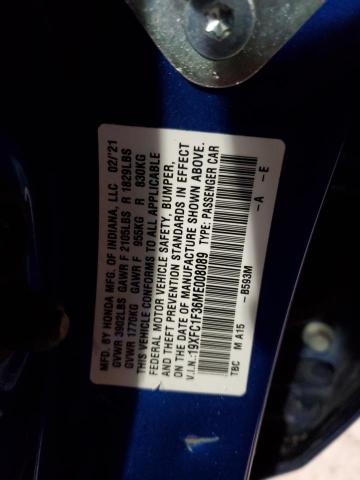 MFD. BY HONDA MFG. OF INDIANA, LLC 02/'21
GVWR 3902LBS GAWR F 2105LBS R 1829LBS
GVWR 1770KG GAWR F 955KG R 830KG
THIS VEHICLE CONFORMS TO ALL APPLICABLE
FEDERAL MOTOR VEHICLE SAFETY, BUMPER,
AND THEFT PREVENTION STANDARDS IN EFFECT
ON THE DATE OF MANUFACTURE SHOWN ABOVE.
V.I.N.:19XFC1F36ME008099 TYPE: PASSENGER CAR
TBC M A15 -B593M -A -E